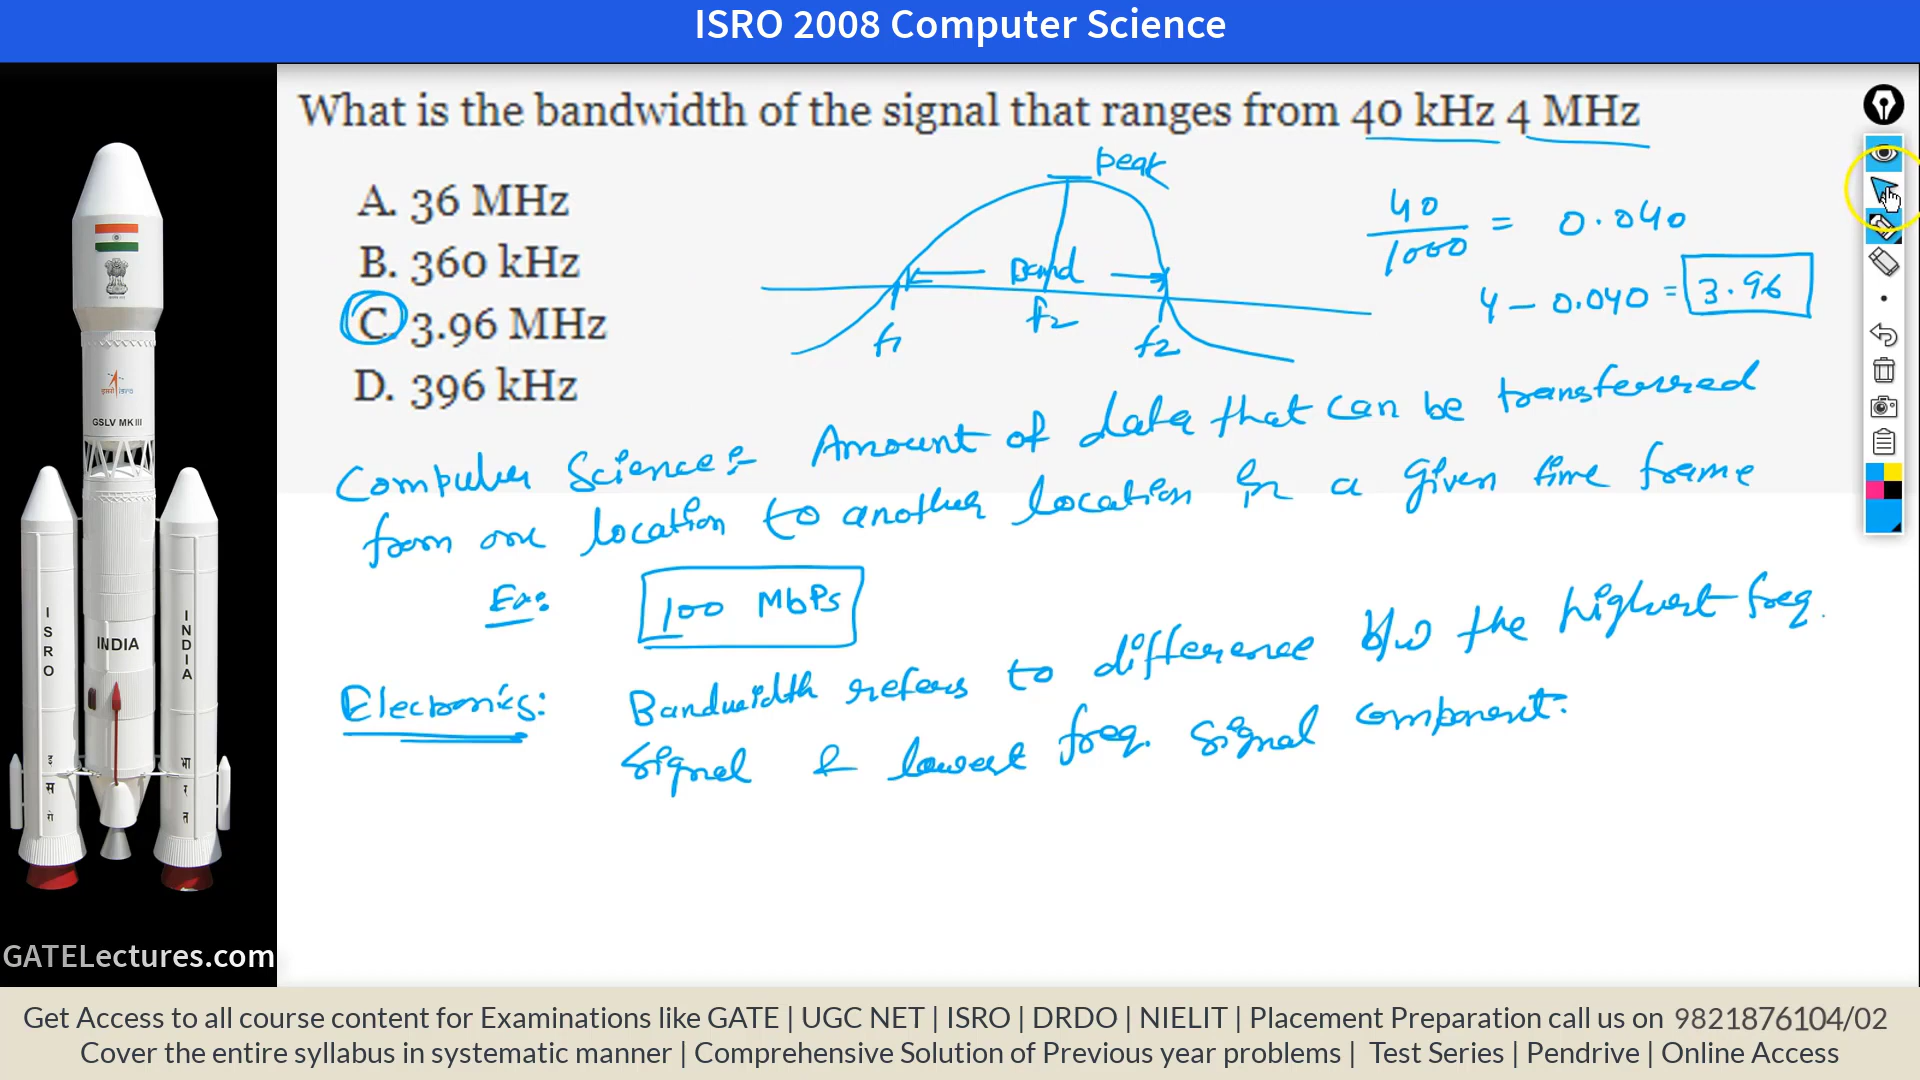 ISRO 2008 Computer Science
What is the bandwidth of the signal that ranges from 40 kHz 4 MHz
A. 36 MHz
B. 360 kHz
C. 3.96 MHz
D. 396 kHz
peak
Band
f1
f2
f2
40
1000
= 0.040
4 - 0.040 = 3.96
Computer Science:- Amount of data that can be transferred
from one location to another location in a given time frame
Ex: 100 MbPs
Electronics: Bandwidth refers to difference b/w the highest freq.
signal & lowest freq. signal component.
GSLV MK III
इसरो isro
INDIA
ISRO
INDIA
इ स रो
भा र त
GATELectures.com
Get Access to all course content for Examinations like GATE | UGC NET | ISRO | DRDO | NIELIT | Placement Preparation call us on 9821876104/02
Cover the entire syllabus in systematic manner | Comprehensive Solution of Previous year problems | Test Series | Pendrive | Online Access